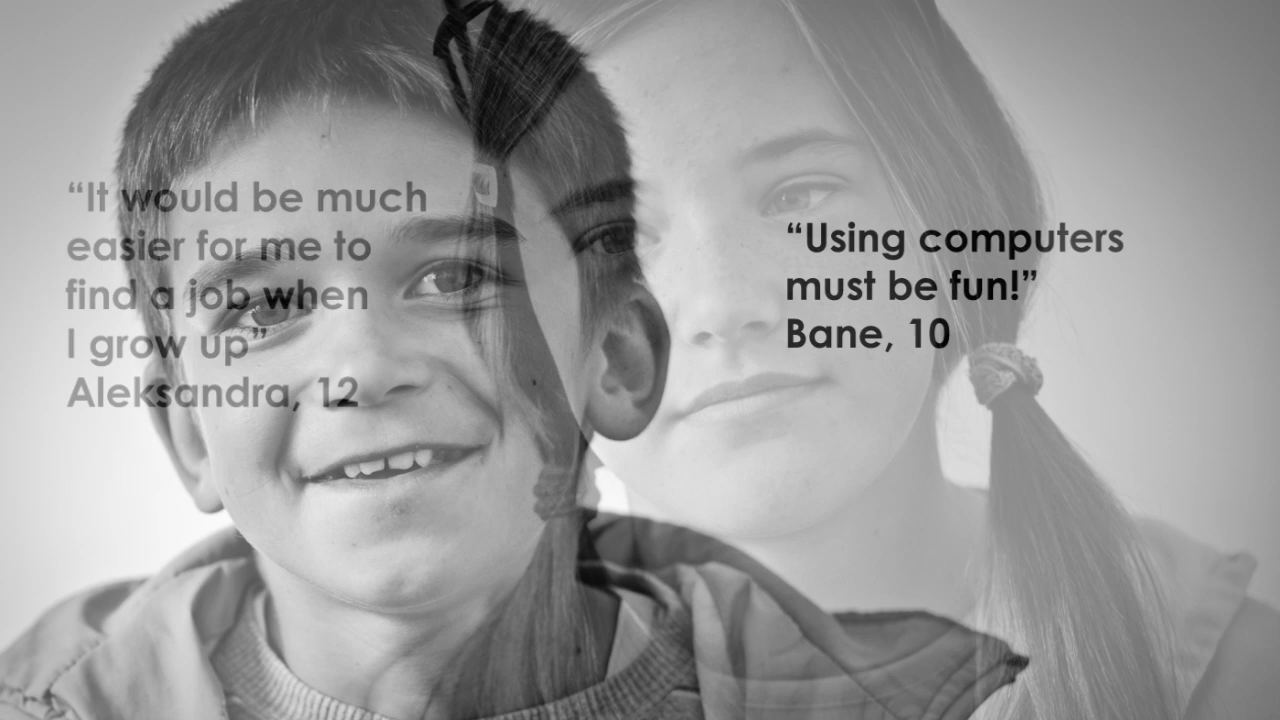 “It would be much
easier for me to
find a job when
I grow up”
Aleksandra, 12
“Using computers
must be fun!”
Bane, 10